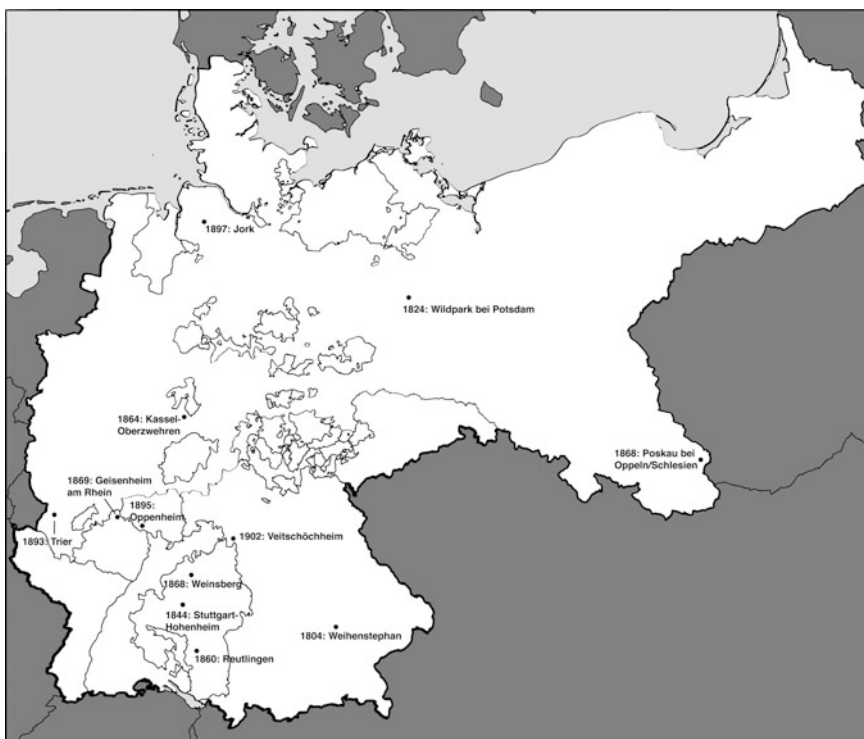 1897: Jork
1824: Wildpark bei Potsdam
1864: Kassel-
Oberzwehren
1868: Poskau bei
Oppeln/Schlesien
1869: Geisenheim
am Rhein
1895:
Oppenheim
1893: Trier
1902: Veitschöchheim
1868: Weinsberg
1844: Stuttgart-
Hohenheim
1804: Weihenstephan
1860: Reutlingen